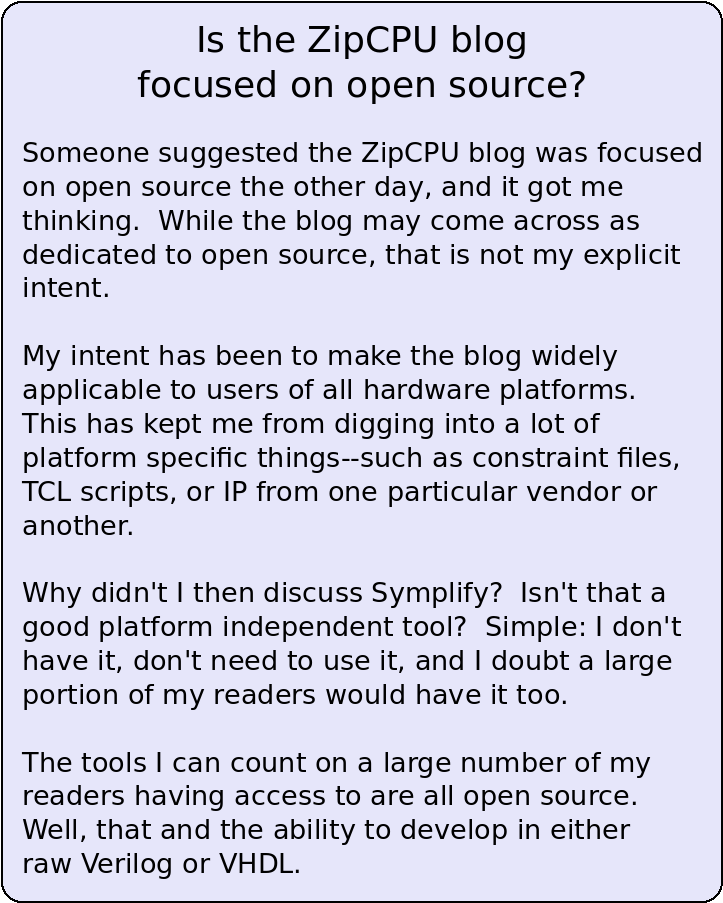 Is the ZipCPU blog
focused on open source?
Someone suggested the ZipCPU blog was focused
on open source the other day, and it got me
thinking.  While the blog may come across as
dedicated to open source, that is not my explicit
intent.
My intent has been to make the blog widely
applicable to users of all hardware platforms.
This has kept me from digging into a lot of
platform specific things--such as constraint files,
TCL scripts, or IP from one particular vendor or
another.
Why didn't I then discuss Symplify?  Isn't that a
good platform independent tool?  Simple: I don't
have it, don't need to use it, and I doubt a large
portion of my readers would have it too.
The tools I can count on a large number of my
readers having access to are all open source.
Well, that and the ability to develop in either
raw Verilog or VHDL.